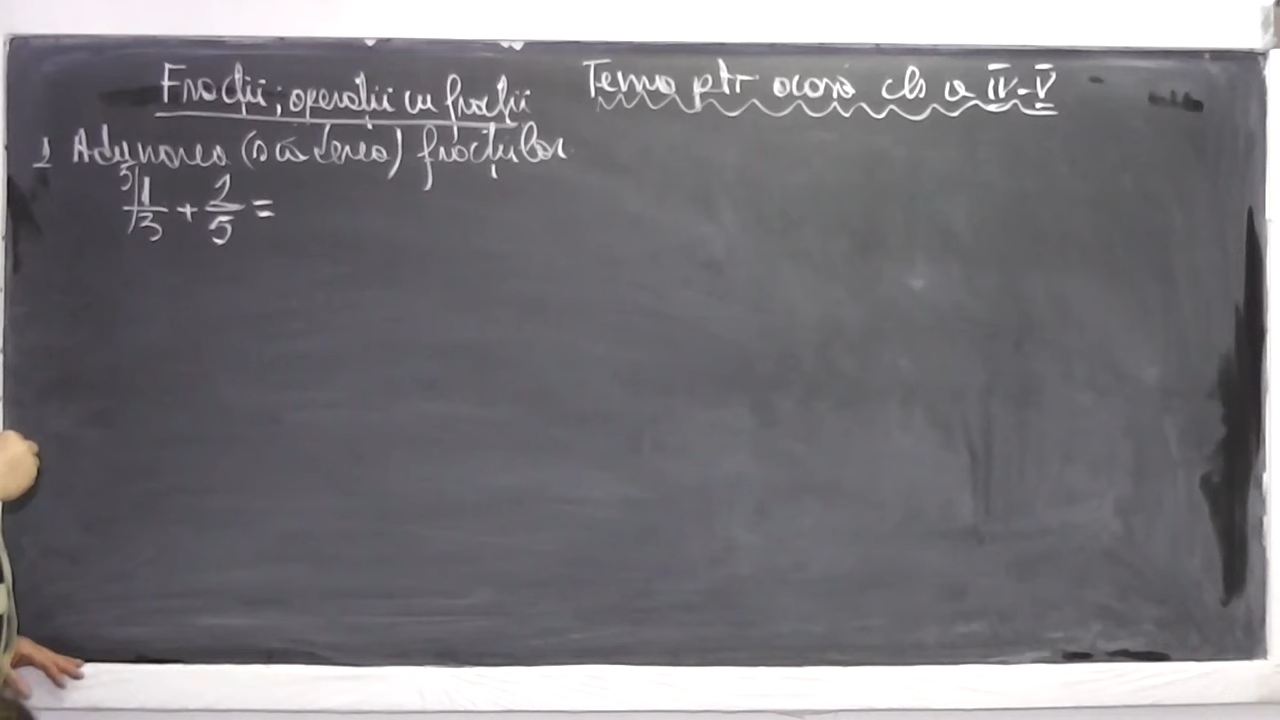 Fracții; operații cu fracții
Tema ptr acasă cls a IV-V
1 Adunarea (scăderea) fracțiilor
5) 1/3 + 2/5 =